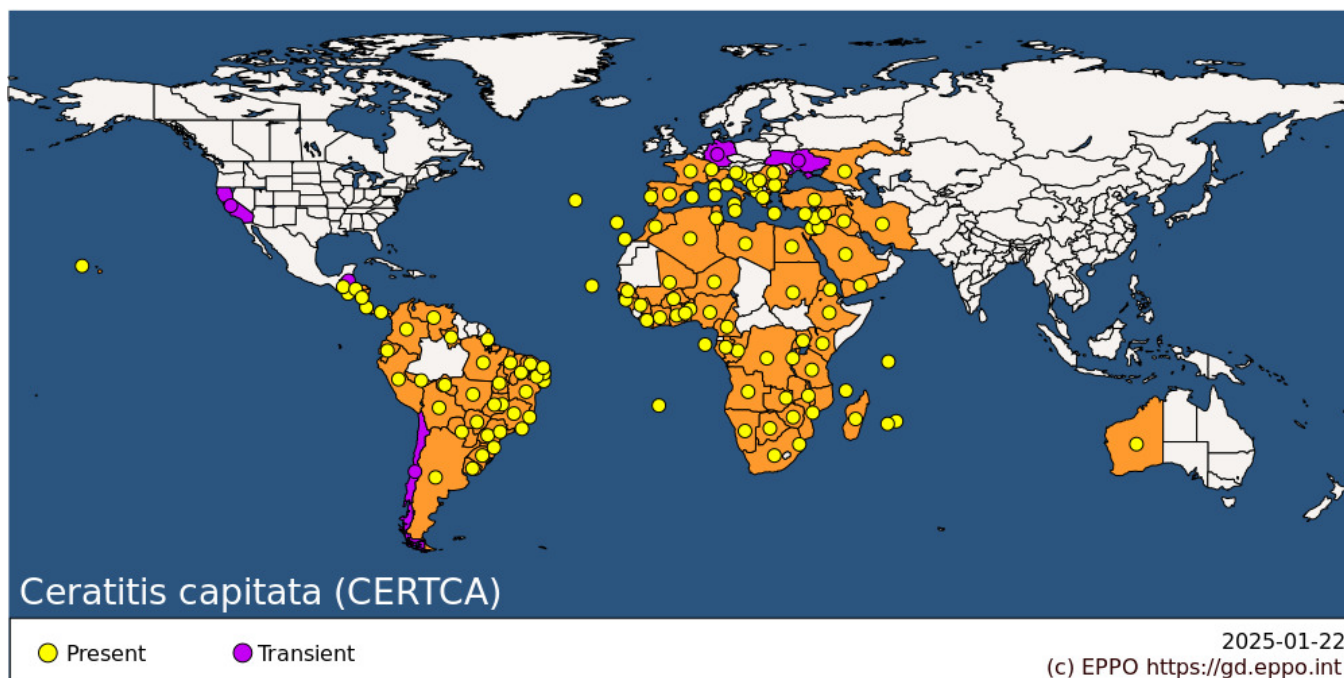 Ceratitis capitata (CERTCA)
Present
Transient
2025-01-22
(c) EPPO https://gd.eppo.int